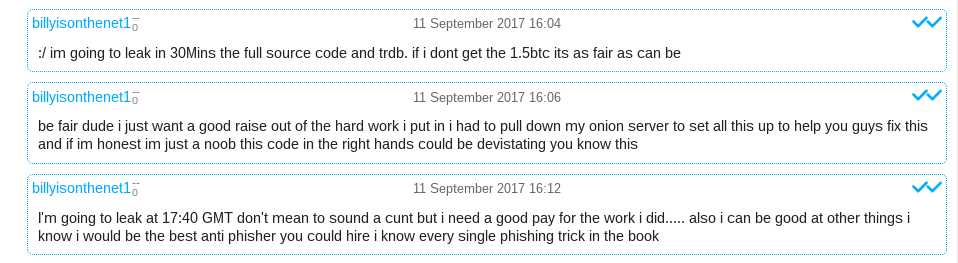 billyisonthenet1 -- 0 11 September 2017 16:04
:/ im going to leak in 30Mins the full source code and trdb. if i dont get the 1.5btc its as fair as can be
billyisonthenet1 -- 0 11 September 2017 16:06
be fair dude i just want a good raise out of the hard work i put in i had to pull down my onion server to set all this up to help you guys fix this
and if im honest im just a noob this code in the right hands could be devistating you know this
billyisonthenet1 -- 0 11 September 2017 16:12
I'm going to leak at 17:40 GMT don't mean to sound a cunt but i need a good pay for the work i did..... also i can be good at other things i
know i would be the best anti phisher you could hire i know every single phishing trick in the book